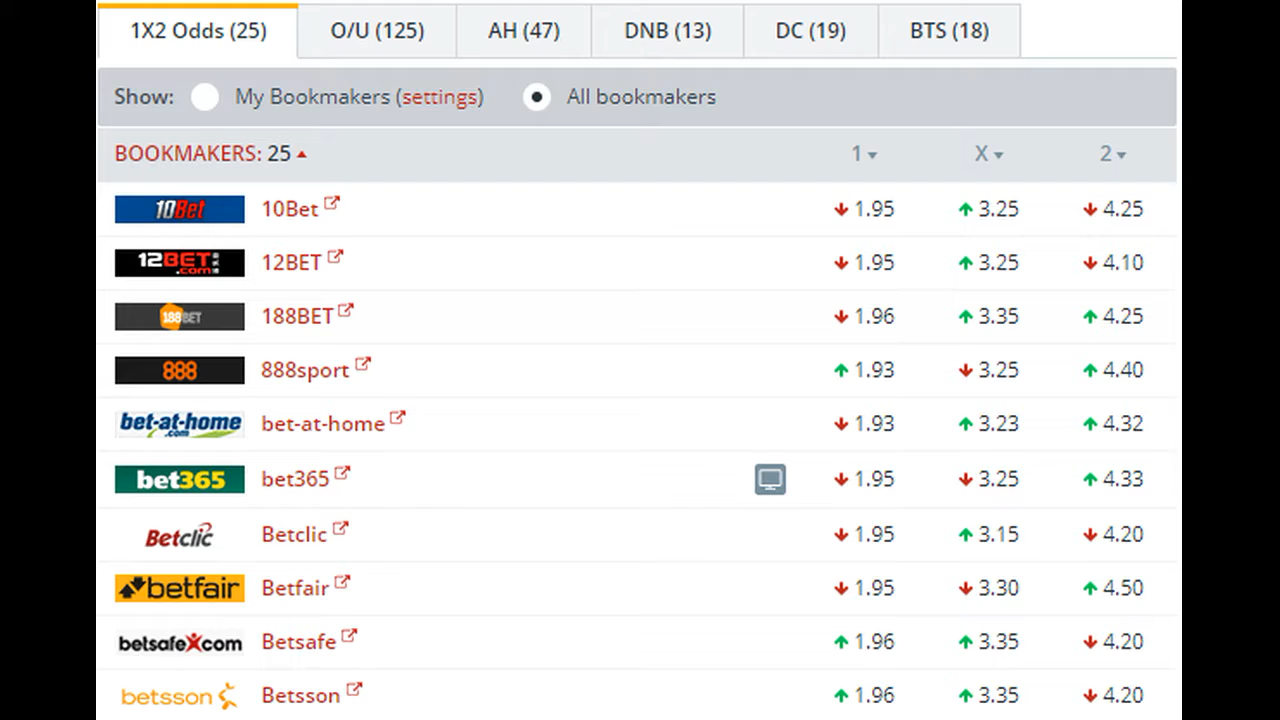 1X2 Odds (25) O/U (125) AH (47) DNB (13) DC (19) BTS (18)
Show: My Bookmakers (settings) All bookmakers
BOOKMAKERS: 25 1 X 2
10Bet 10Bet 1.95 3.25 4.25
12BET.com 12BET 1.95 3.25 4.10
188BET 188BET 1.96 3.35 4.25
888 888sport 1.93 3.25 4.40
bet-at-home.com bet-at-home 1.93 3.23 4.32
bet365 bet365 1.95 3.25 4.33
Betclic Betclic 1.95 3.15 4.20
betfair Betfair 1.95 3.30 4.50
betsafe.com Betsafe 1.96 3.35 4.20
betsson Betsson 1.96 3.35 4.20